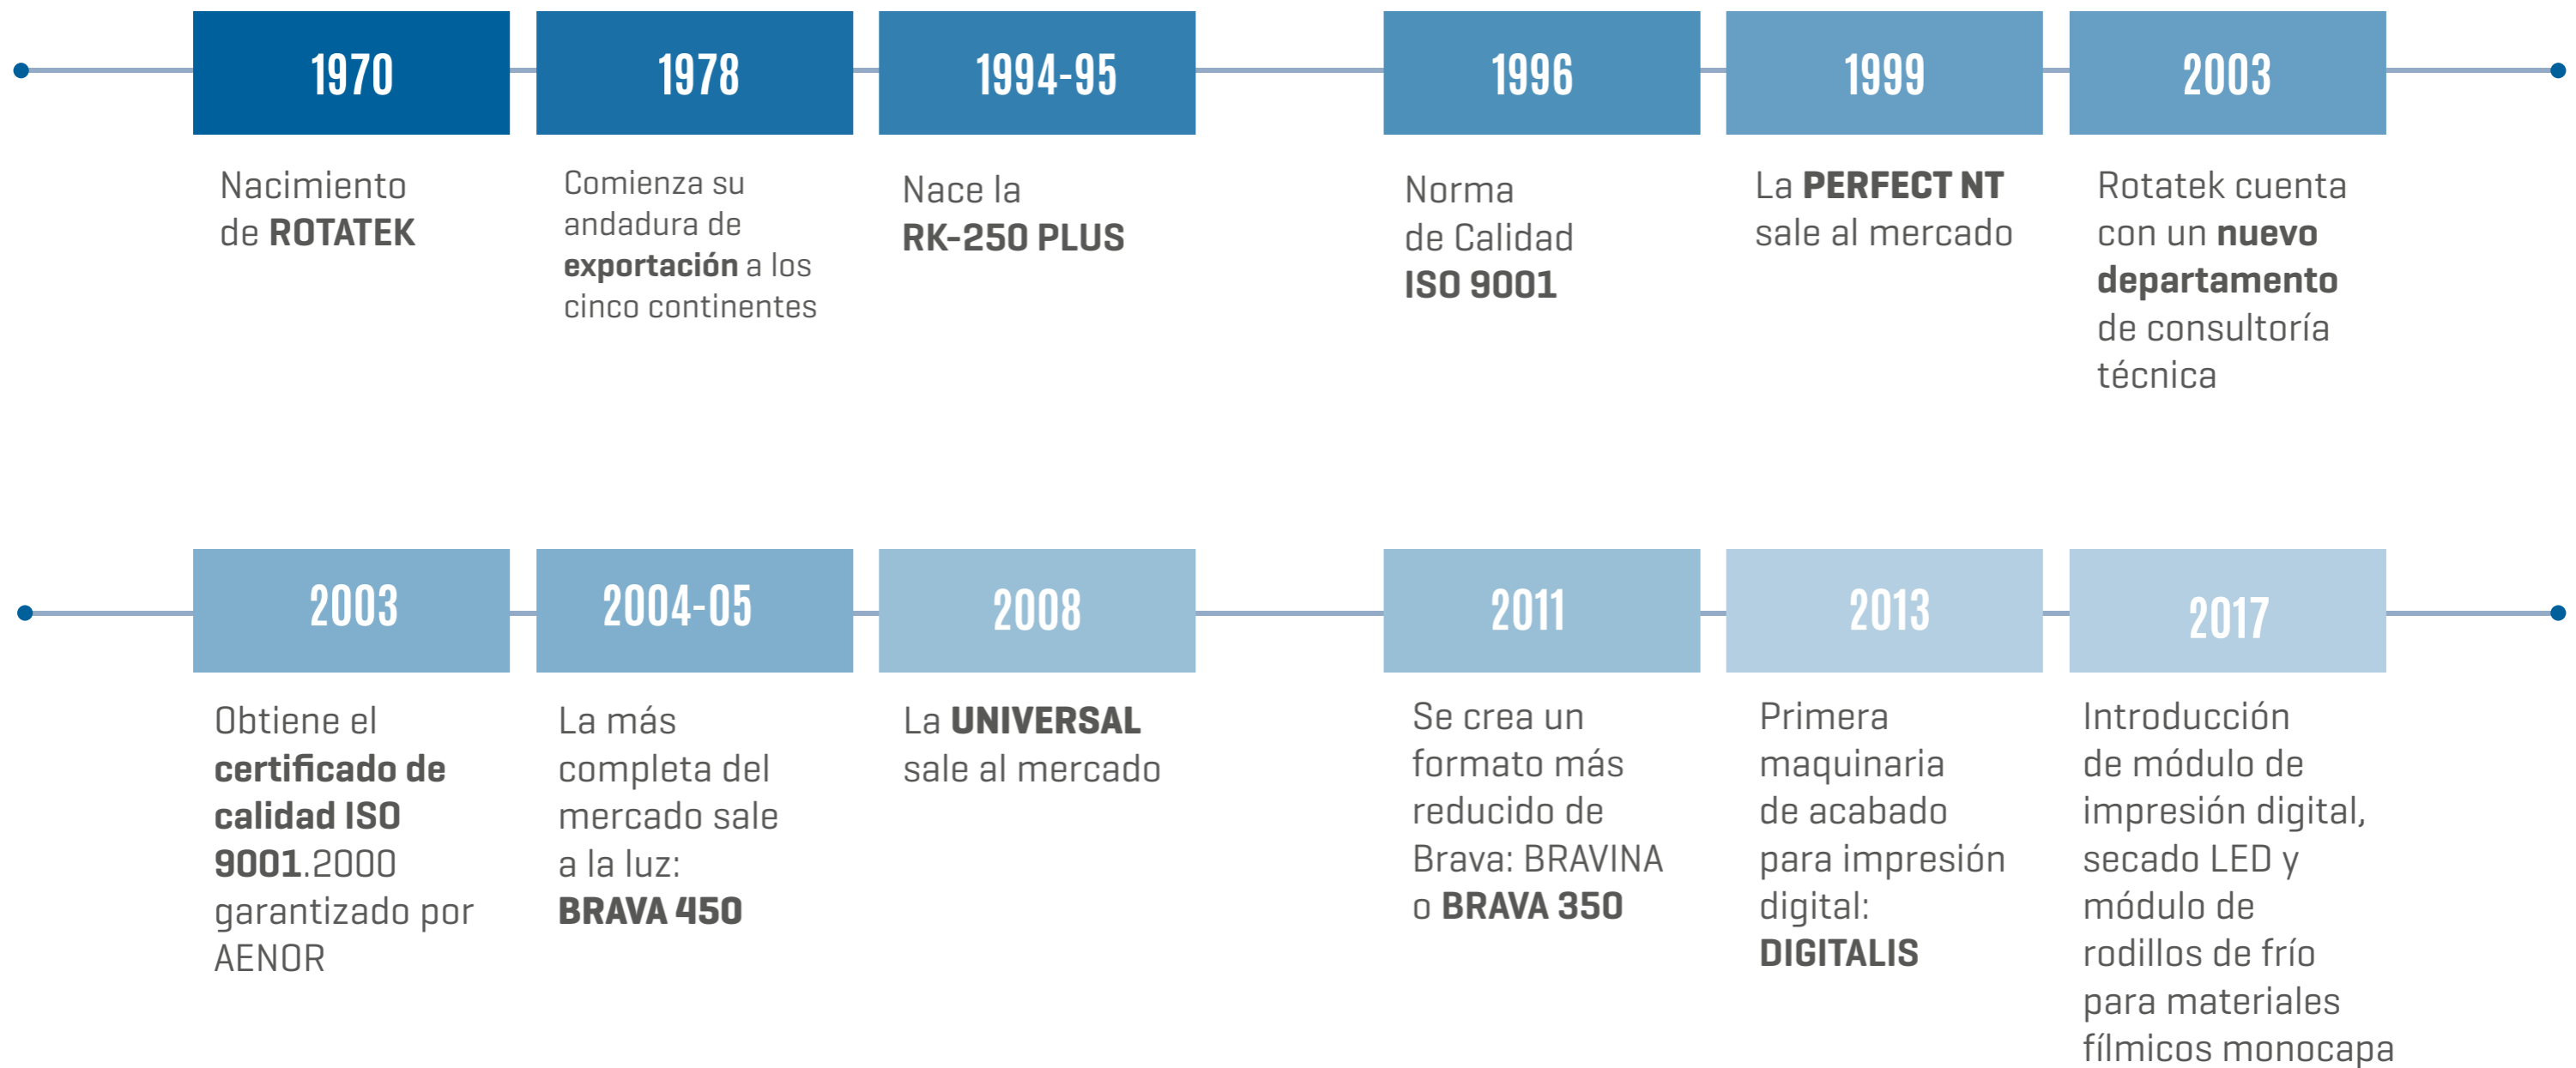 1970
Nacimiento
de ROTATEK
1978
Comienza su
andadura de
exportación a los
cinco continentes
1994-95
Nace la
RK-250 PLUS
1996
Norma
de Calidad
ISO 9001
1999
La PERFECT NT
sale al mercado
2003
Rotatek cuenta
con un nuevo
departamento
de consultoría
técnica
2003
Obtiene el
certificado de
calidad ISO
9001.2000
garantizado por
AENOR
2004-05
La más
completa del
mercado sale
a la luz:
BRAVA 450
2008
La UNIVERSAL
sale al mercado
2011
Se crea un
formato más
reducido de
Brava: BRAVINA
o BRAVA 350
2013
Primera
maquinaria
de acabado
para impresión
digital:
DIGITALIS
2017
Introducción
de módulo de
impresión digital,
secado LED y
módulo de
rodillos de frío
para materiales
fílmicos monocapa